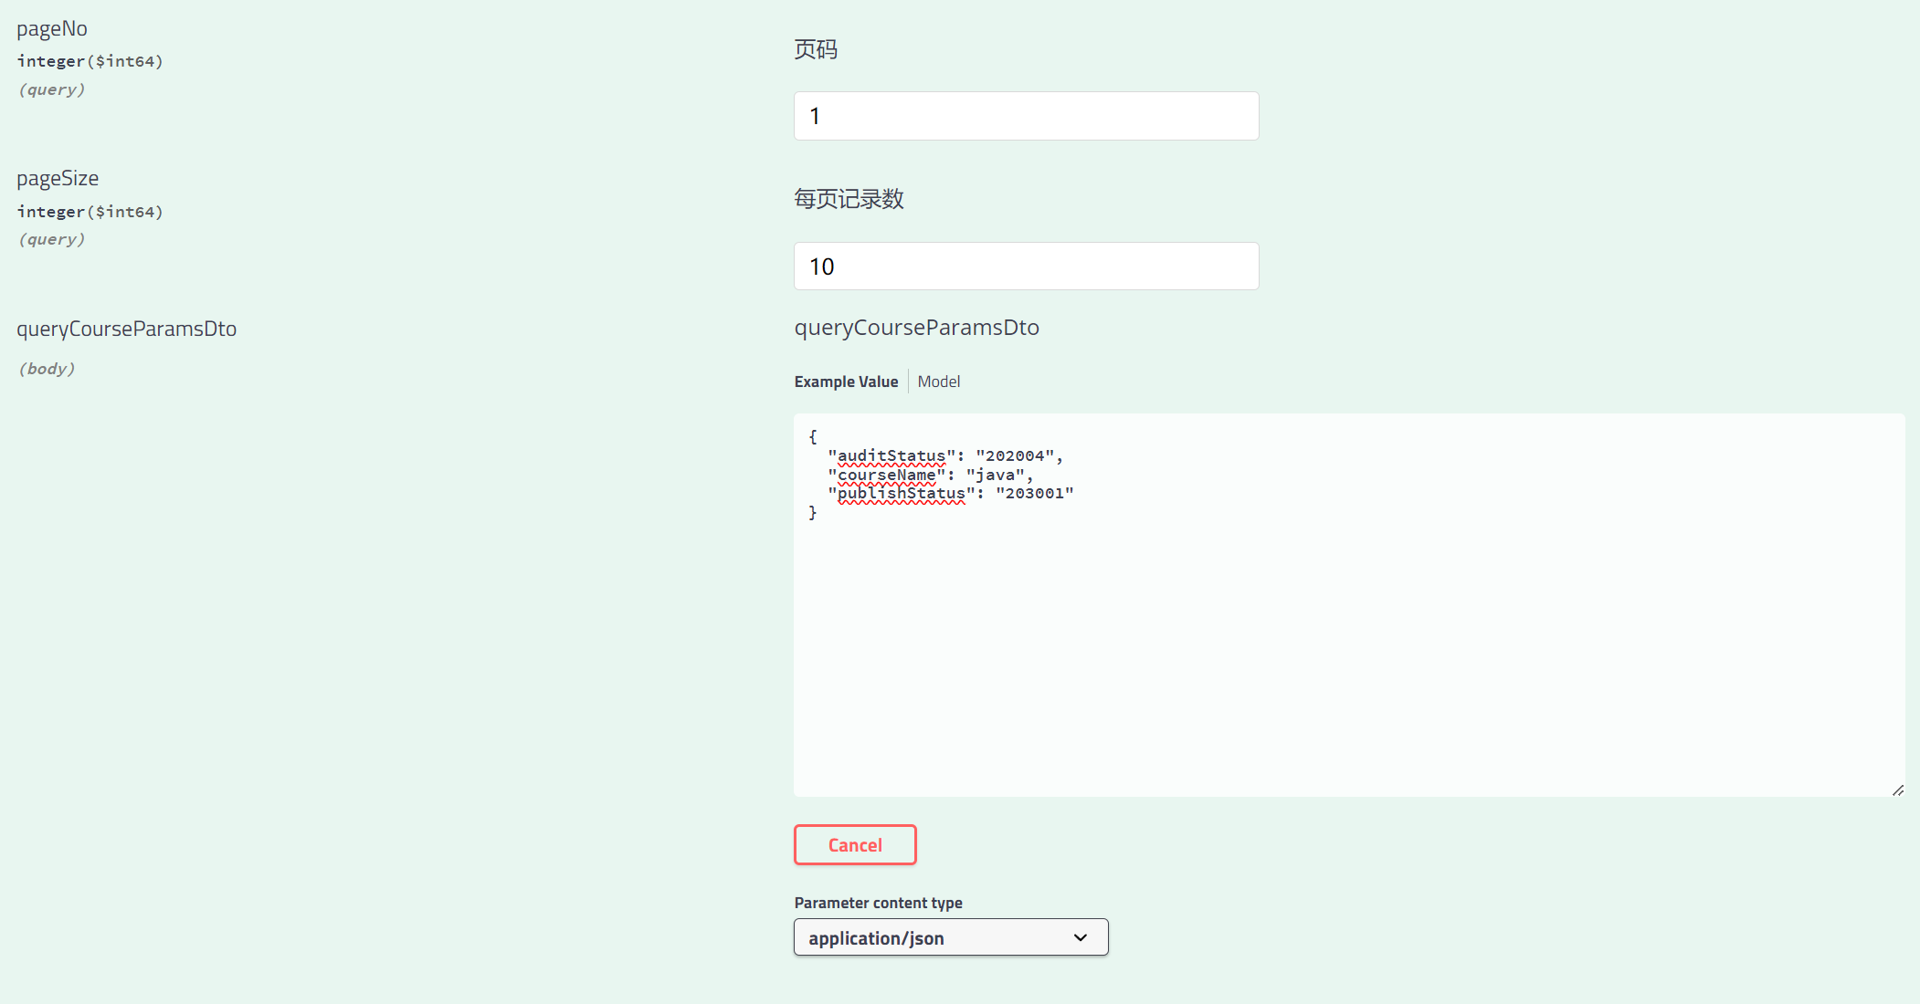 pageNo
integer($int64)
(query)
页码
1
pageSize
integer($int64)
(query)
每页记录数
10
queryCourseParamsDto
(body)
queryCourseParamsDto
Example Value Model
{
  "auditStatus": "202004",
  "courseName": "java",
  "publishStatus": "203001"
}
Cancel
Parameter content type
application/json